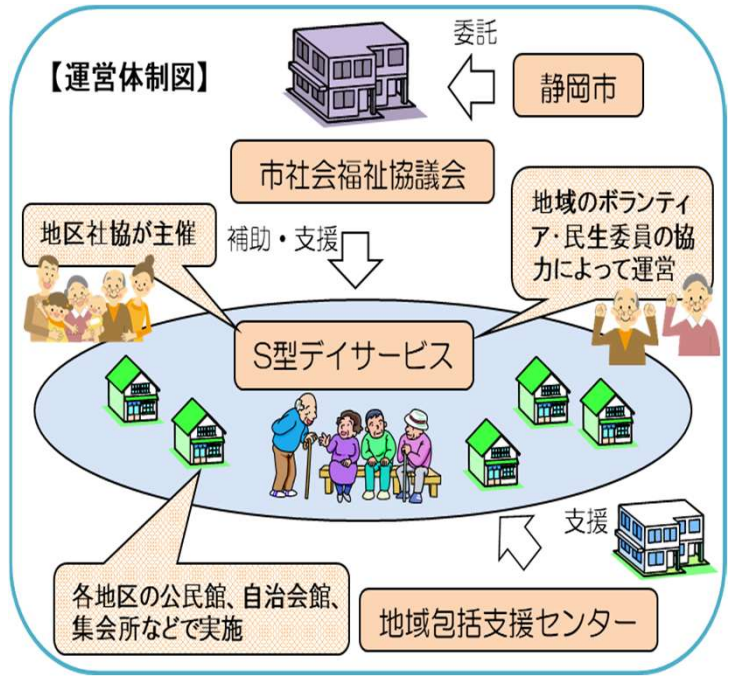 【運営体制図】
委託
静岡市
市社会福祉協議会
地区社協が主催
補助・支援
地域のボランティ
ア・民生委員の協
力によって運営
S型デイサービス
支援
各地区の公民館、自治会館、
集会所などで実施
地域包括支援センター